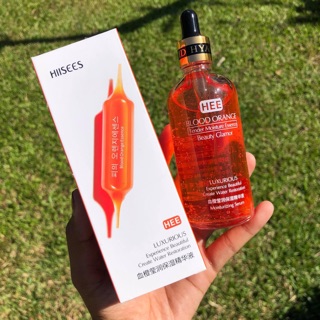 HIISEES
HEE
LUXURIOUS
Experience Beautiful
Create Water Restoration
血橙莹润保湿精华液
HYA
HEE
BLOOD ORANGE
Tender Moisture Essence
Beauty Glamor
LUXURIOUS
Experience Beautiful
Create Water Restoration
血橙莹润保湿精华液
Moisturizing Serum